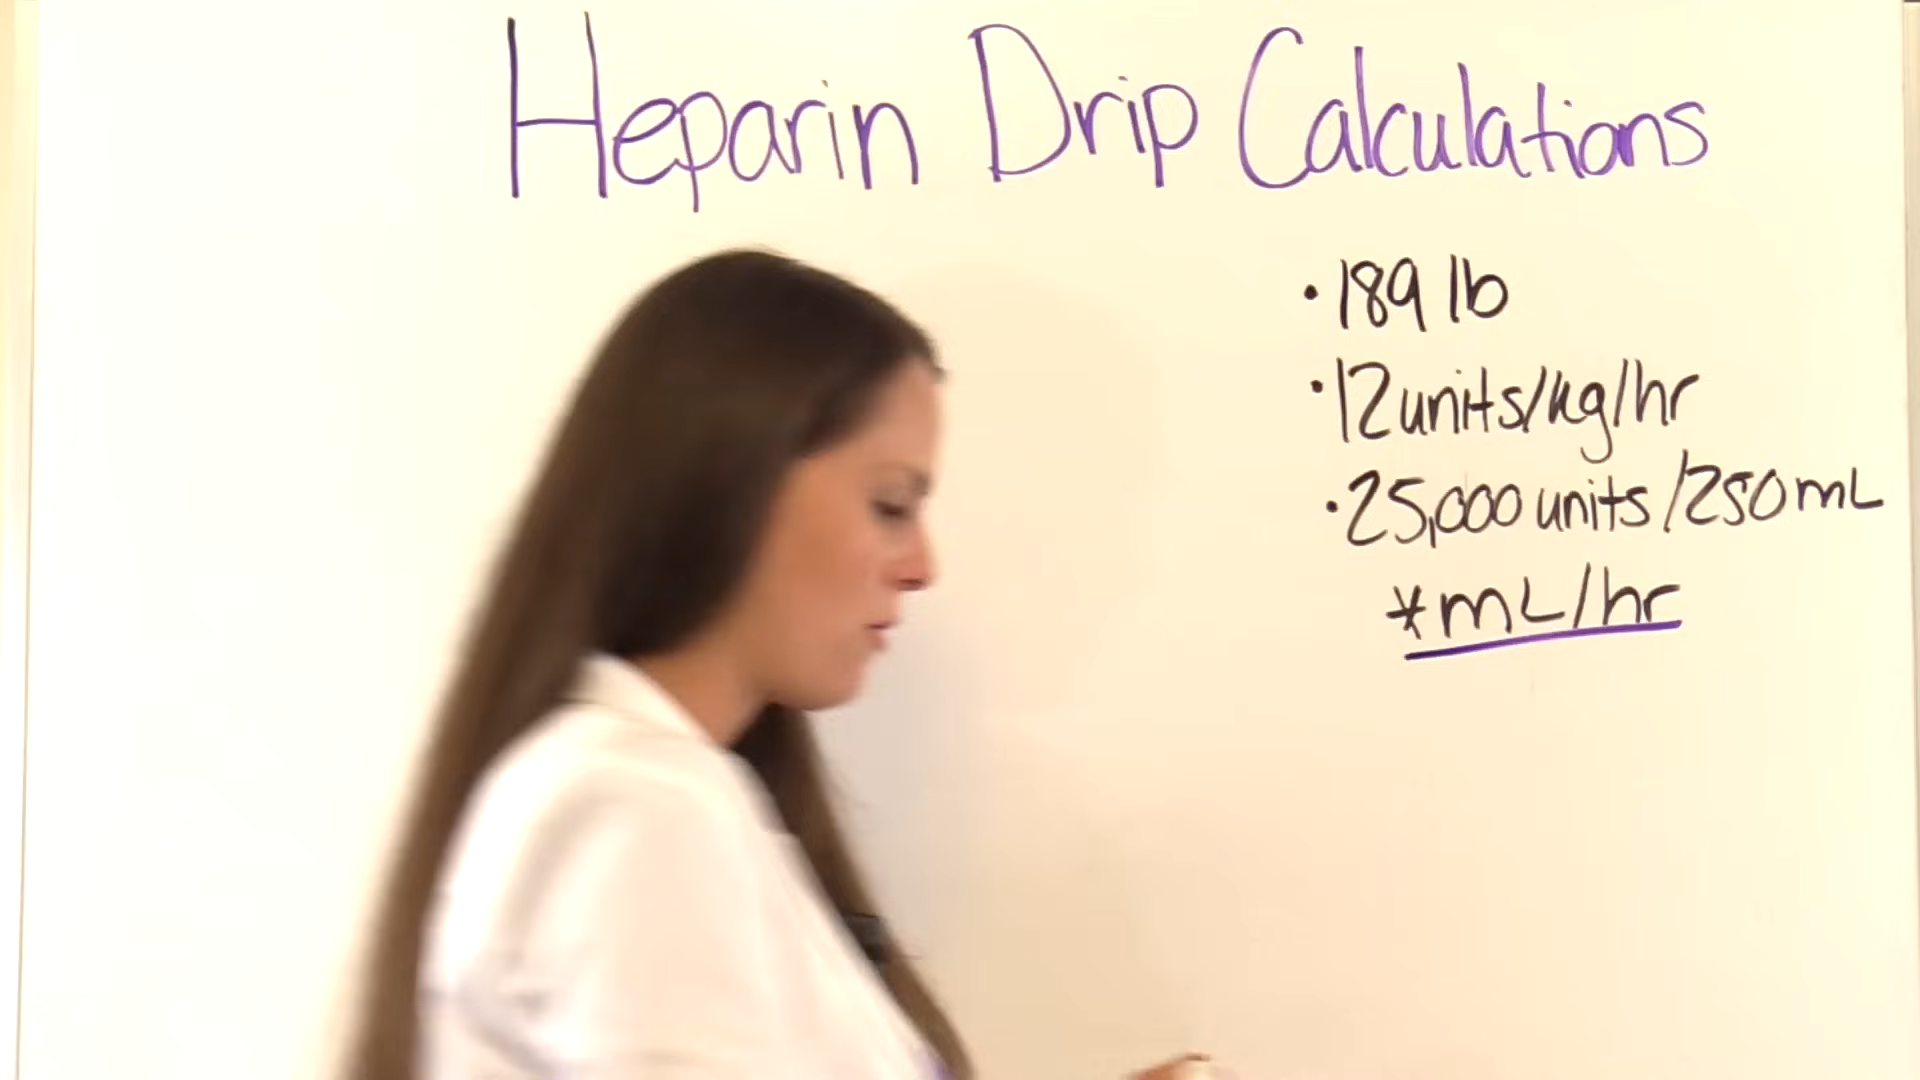 Heparin Drip Calculations
· 189 lb
· 12 units/kg/hr
· 25,000 units/250 mL
* mL/hr